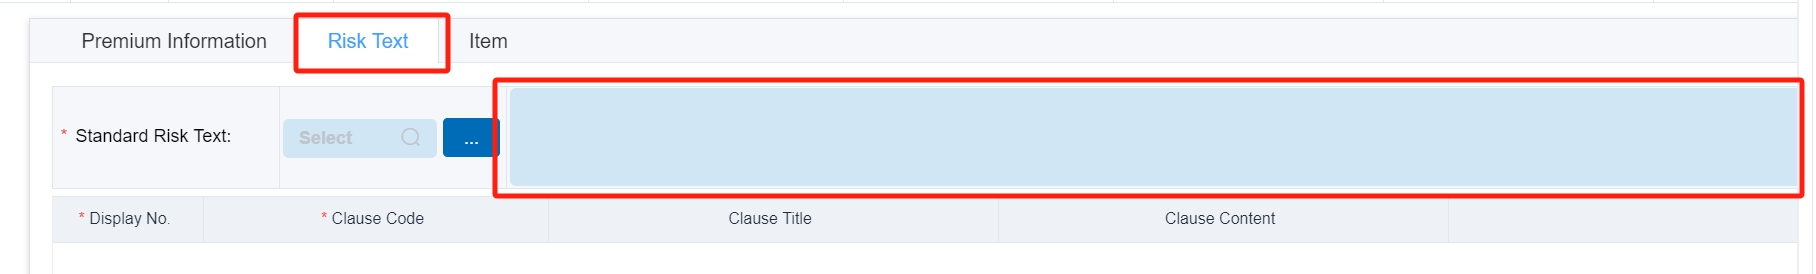 Premium Information Risk Text Item
* Standard Risk Text: Select ...
* Display No. * Clause Code Clause Title Clause Content